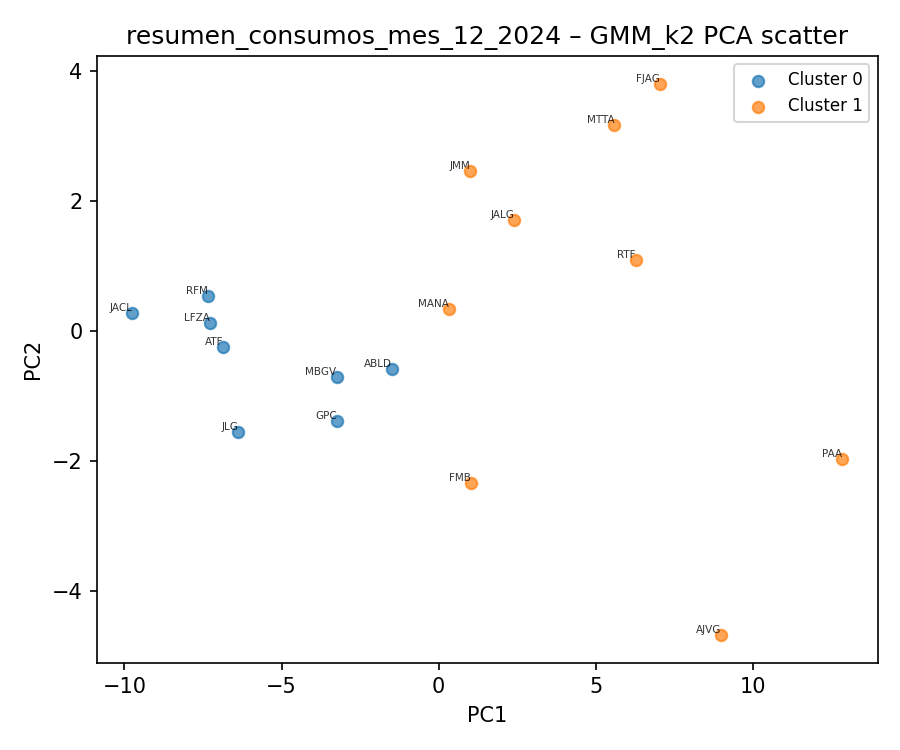 resumen_consumos_mes_12_2024 – GMM_k2 PCA scatter
Cluster 0
Cluster 1
FJAG
MTTA
JMM
JALG
RTF
MANA
RFM
JACL
LFZA
ATF
ABLD
MBGV
GPC
JLG
FMB
PAA
AJVG
4
2
0
−2
−4
PC2
−10
−5
0
5
10
PC1